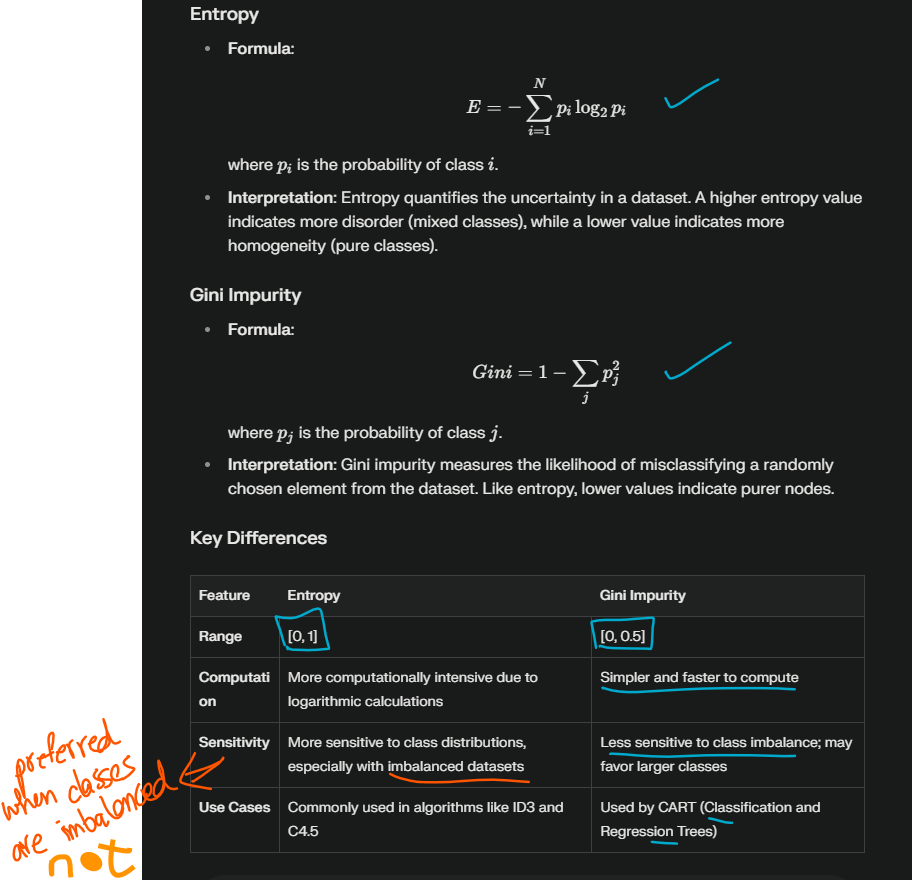 Entropy
• Formula:
E = − ∑_{i=1}^{N} p_i log_2 p_i
where p_i is the probability of class i.
• Interpretation: Entropy quantifies the uncertainty in a dataset. A higher entropy value
indicates more disorder (mixed classes), while a lower value indicates more
homogeneity (pure classes).
Gini Impurity
• Formula:
Gini = 1 − ∑_j p_j^2
where p_j is the probability of class j.
• Interpretation: Gini impurity measures the likelihood of misclassifying a randomly
chosen element from the dataset. Like entropy, lower values indicate purer nodes.
Key Differences
Feature Entropy Gini Impurity
Range [0, 1] [0, 0.5]
Computati More computationally intensive due to Simpler and faster to compute
on logarithmic calculations
Sensitivity More sensitive to class distributions, Less sensitive to class imbalance; may
especially with imbalanced datasets favor larger classes
Use Cases Commonly used in algorithms like ID3 and Used by CART (Classification and
C4.5 Regression Trees)
preferred
when classes
are imbalanced
not